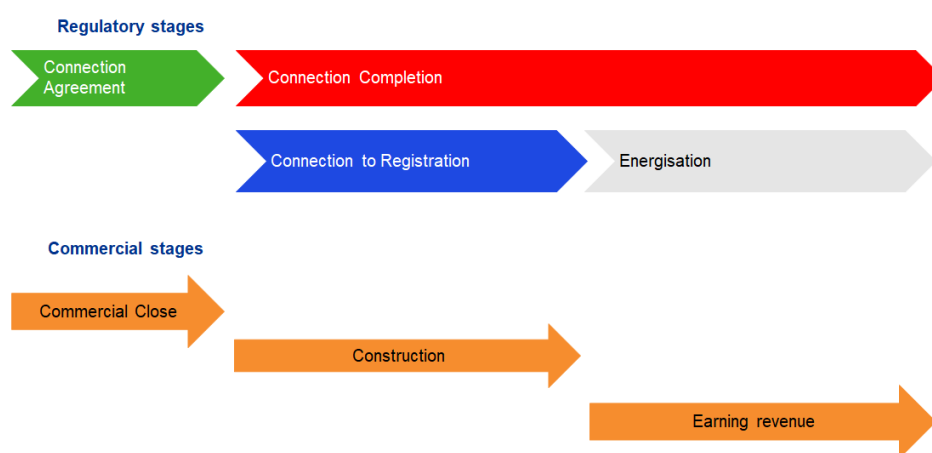 Regulatory stages
Connection
Agreement
Connection Completion
Connection to Registration
Energisation
Commercial stages
Commercial Close
Construction
Earning revenue